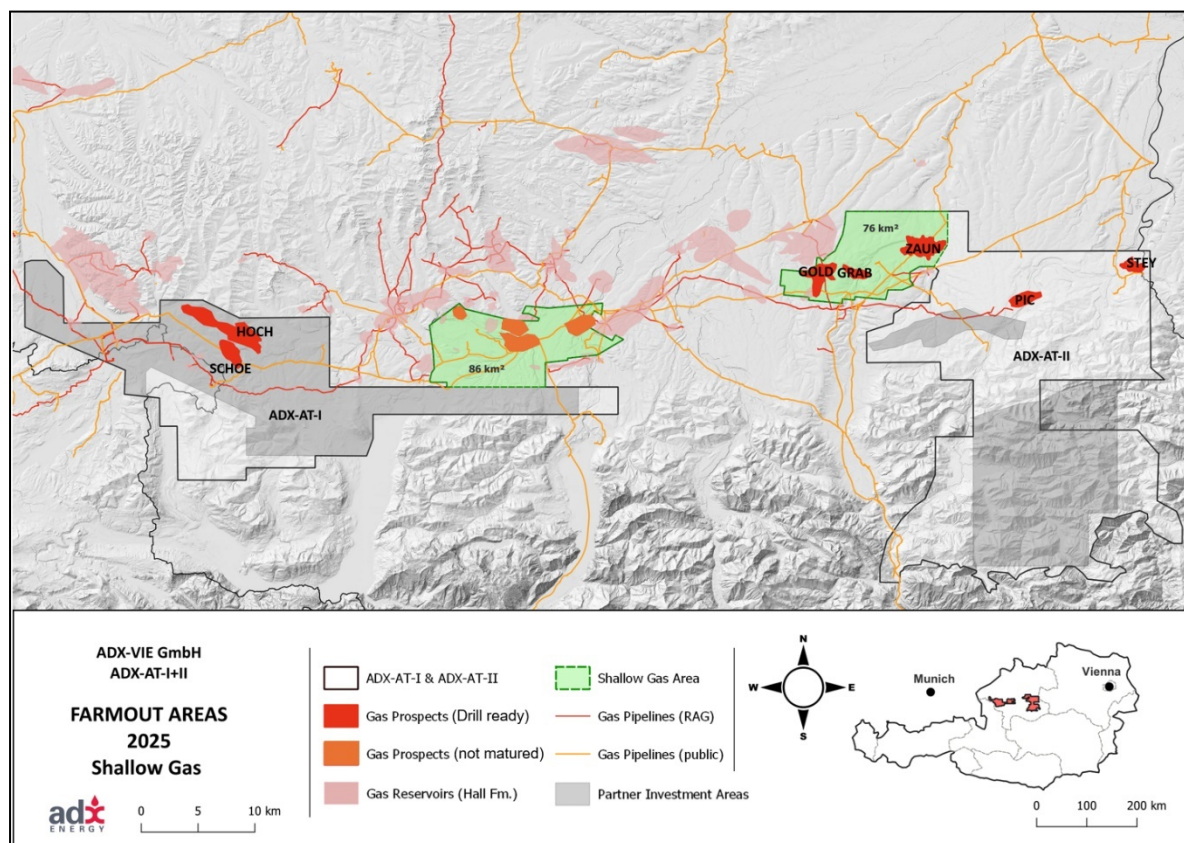 76 km²
ZAUN
GOLD GRAB
STEY
PIC
HOCH
SCHOE
86 km²
ADX-AT-II
ADX-AT-I
ADX-VIE GmbH
ADX-AT-I+II
FARMOUT AREAS
2025
Shallow Gas
adx
ENERGY
0 5 10 km
ADX-AT-I & ADX-AT-II
Gas Prospects (Drill ready)
Gas Prospects (not matured)
Gas Reservoirs (Hall Fm.)
Shallow Gas Area
Gas Pipelines (RAG)
Gas Pipelines (public)
Partner Investment Areas
N
W E
S
Munich
Vienna
0 100 200 km